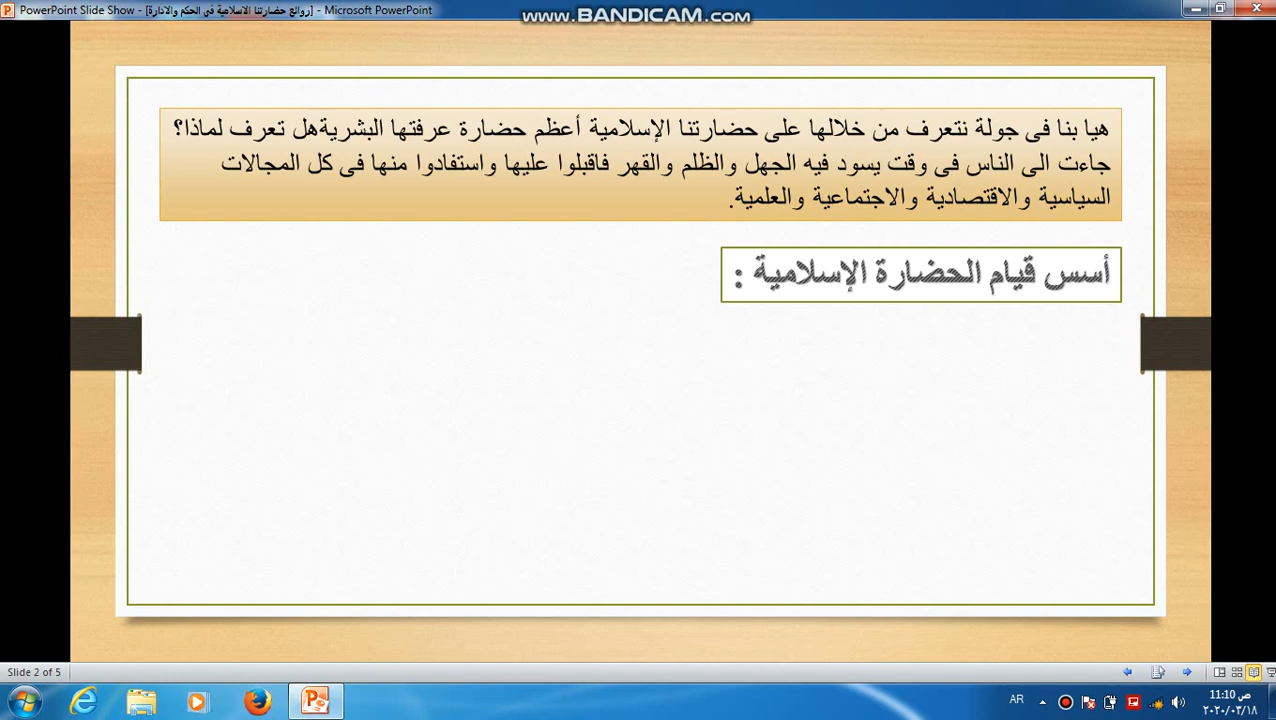 PowerPoint Slide Show - [روائع حضارتنا الاسلامية فى الحكم والادارة] - Microsoft PowerPoint
www.BANDICAM.com
هيا بنا فى جولة نتعرف من خلالها على حضارتنا الإسلامية أعظم حضارة عرفتها البشريةهل تعرف لماذا؟
جاءت الى الناس فى وقت يسود فيه الجهل والظلم والقهر فاقبلوا عليها واستفادوا منها فى كل المجالات
السياسية والاقتصادية والاجتماعية والعلمية.
أسس قيام الحضارة الإسلامية :
Slide 2 of 5
AR
11:10 ص
٢٠٢٠/٠٣/١٨